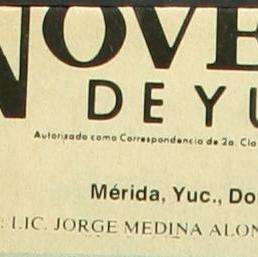 NOVE
DE YU
Autorizado como Correspondencia de 2a. Cla
Mérida, Yuc., Do
: LIC. JORGE MEDINA ALON